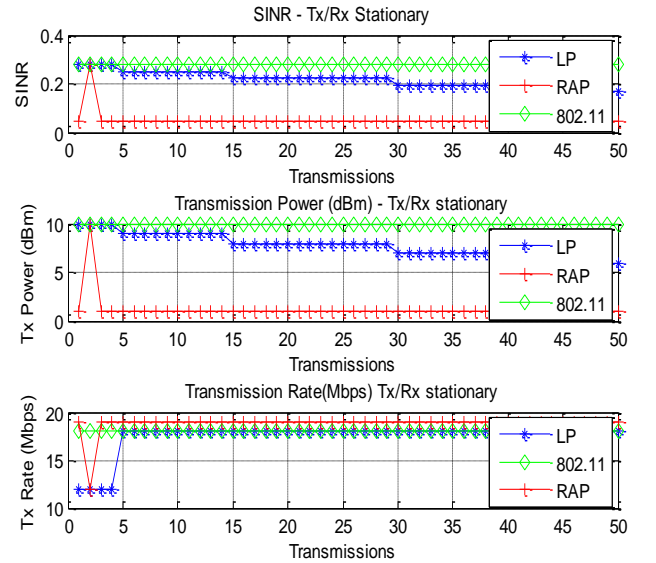 SINR - Tx/Rx Stationary
0.4
0.2
0
SINR
0 5 10 15 20 25 30 35 40 45 50
Transmissions
LP
RAP
802.11
Transmission Power (dBm) - Tx/Rx stationary
10
5
0
Tx Power (dBm)
0 5 10 15 20 25 30 35 40 45 50
Transmissions
LP
RAP
802.11
Transmission Rate(Mbps) Tx/Rx stationary
20
15
10
Tx Rate (Mbps)
0 5 10 15 20 25 30 35 40 45 50
Transmissions
LP
802.11
RAP